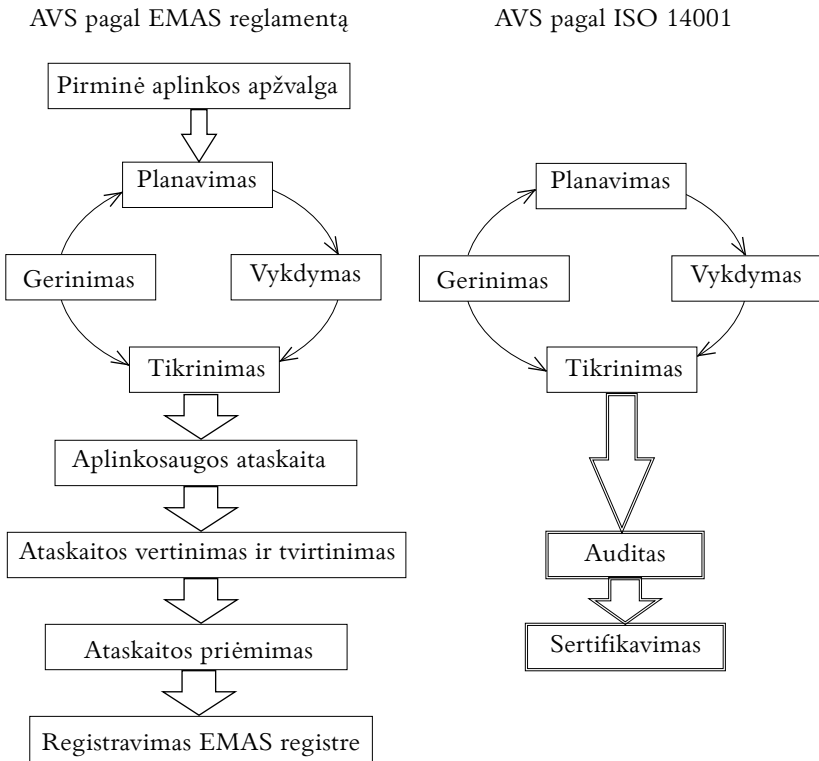 AVS pagal EMAS reglamentą
Pirminė aplinkos apžvalga
Planavimas
Gerinimas
Vykdymas
Tikrinimas
Aplinkosaugos ataskaita
Ataskaitos vertinimas ir tvirtinimas
Ataskaitos priėmimas
Registravimas EMAS registre
AVS pagal ISO 14001
Planavimas
Gerinimas
Vykdymas
Tikrinimas
Auditas
Sertifikavimas